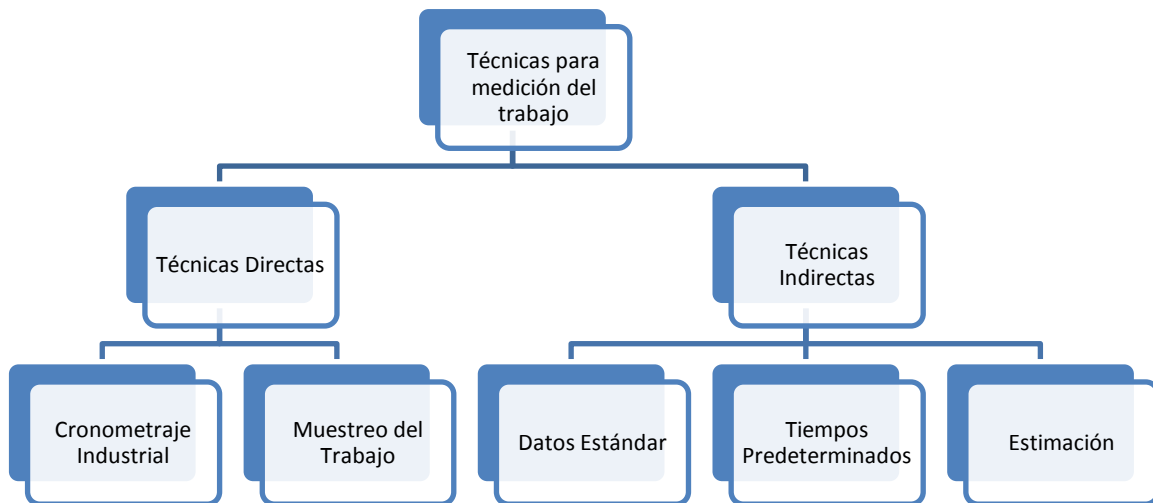 Técnicas para
medición del
trabajo
Técnicas Directas
Técnicas
Indirectas
Cronometraje
Industrial
Muestreo del
Trabajo
Datos Estándar
Tiempos
Predeterminados
Estimación